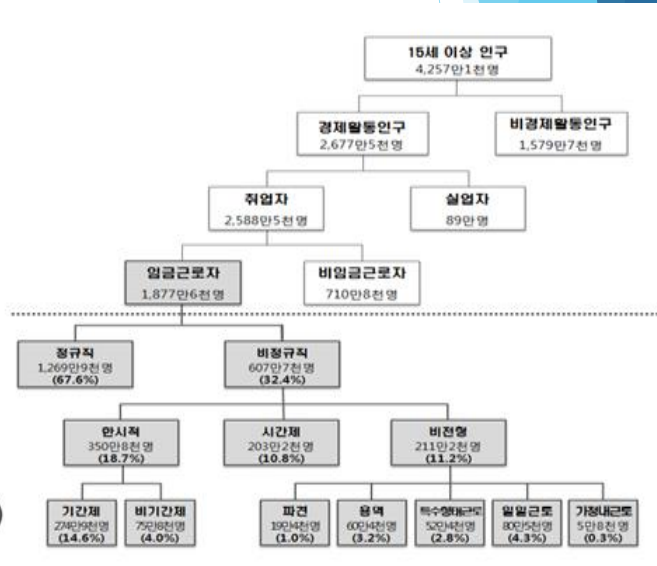 15세 이상 인구
4,257만1천명
경제활동인구
2,677만5천명
비경제활동인구
1,579만7천명
취업자
2,588만5천명
실업자
89만명
임금근로자
1,877만6천명
비임금근로자
710만8천명
정규직
1,269만9천명
(67.6%)
비정규직
607만7천명
(32.4%)
한시적
350만8천명
(18.7%)
시간제
203만2천명
(10.8%)
비전형
211만2천명
(11.2%)
기간제
274만9천명
(14.6%)
비기간제
75만8천명
(4.0%)
파견
19만4천명
(1.0%)
용역
60만4천명
(3.2%)
특수형태근로
52만4천명
(2.8%)
일일근로
80만5천명
(4.3%)
가정내근로
5만8천명
(0.3%)